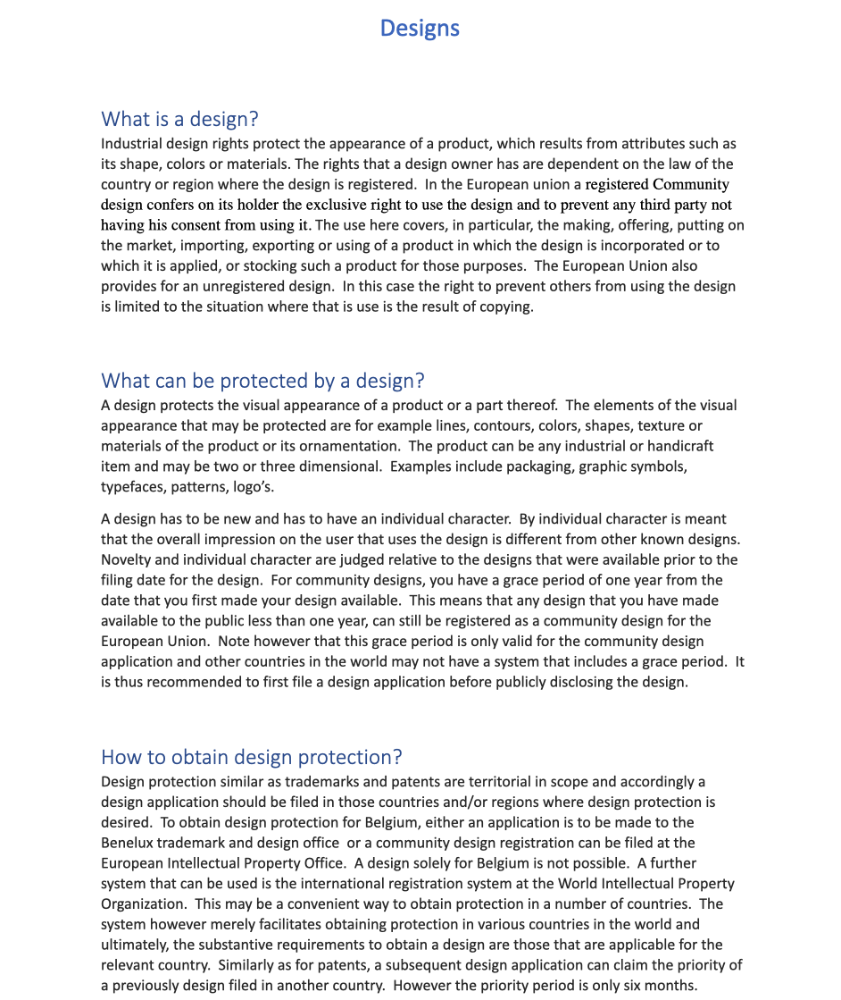 Designs
What is a design?
Industrial design rights protect the appearance of a product, which results from attributes such as
its shape, colors or materials. The rights that a design owner has are dependent on the law of the
country or region where the design is registered.  In the European union a registered Community
design confers on its holder the exclusive right to use the design and to prevent any third party not
having his consent from using it. The use here covers, in particular, the making, offering, putting on
the market, importing, exporting or using of a product in which the design is incorporated or to
which it is applied, or stocking such a product for those purposes.  The European Union also
provides for an unregistered design.  In this case the right to prevent others from using the design
is limited to the situation where that is use is the result of copying.
What can be protected by a design?
A design protects the visual appearance of a product or a part thereof.  The elements of the visual
appearance that may be protected are for example lines, contours, colors, shapes, texture or
materials of the product or its ornamentation.  The product can be any industrial or handicraft
item and may be two or three dimensional.  Examples include packaging, graphic symbols,
typefaces, patterns, logo’s.
A design has to be new and has to have an individual character.  By individual character is meant
that the overall impression on the user that uses the design is different from other known designs.
Novelty and individual character are judged relative to the designs that were available prior to the
filing date for the design.  For community designs, you have a grace period of one year from the
date that you first made your design available.  This means that any design that you have made
available to the public less than one year, can still be registered as a community design for the
European Union.  Note however that this grace period is only valid for the community design
application and other countries in the world may not have a system that includes a grace period.  It
is thus recommended to first file a design application before publicly disclosing the design.
How to obtain design protection?
Design protection similar as trademarks and patents are territorial in scope and accordingly a
design application should be filed in those countries and/or regions where design protection is
desired.  To obtain design protection for Belgium, either an application is to be made to the
Benelux trademark and design office  or a community design registration can be filed at the
European Intellectual Property Office.  A design solely for Belgium is not possible.  A further
system that can be used is the international registration system at the World Intellectual Property
Organization.  This may be a convenient way to obtain protection in a number of countries.  The
system however merely facilitates obtaining protection in various countries in the world and
ultimately, the substantive requirements to obtain a design are those that are applicable for the
relevant country.  Similarly as for patents, a subsequent design application can claim the priority of
a previously design filed in another country.  However the priority period is only six months.